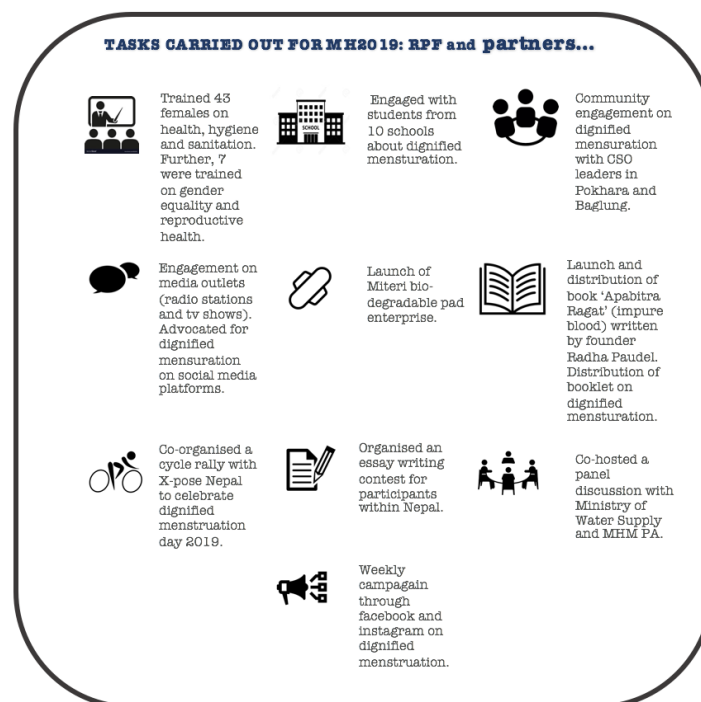 TASKS CARRIED OUT FOR MH2019: RPF and partners...
Trained 43
females on
health, hygiene
and sanitation.
Further, 7
were trained
on gender
equality and
reproductive
health.
SCHOOL
Engaged with
students from
10 schools
about dignified
mensturation.
Community
engagement on
dignified
mensuration
with CSO
leaders in
Pokhara and
Baglung.
Engagement on
media outlets
(radio stations
and tv shows).
Advocated for
dignified
mensuration
on social media
platforms.
Launch of
Miteri bio-
degradable pad
enterprise.
Launch and
distribution of
book ‘Apabitra
Ragat’ (impure
blood) written
by founder
Radha Paudel.
Distribution of
booklet on
dignified
mensturation.
Co-organised a
cycle rally with
X-pose Nepal
to celebrate
dignified
menstruation
day 2019.
Organised an
essay writing
contest for
participants
within Nepal.
Co-hosted a
panel
discussion with
Ministry of
Water Supply
and MHM PA.
Weekly
campagain
through
facebook and
instagram on
dignified
menstruation.